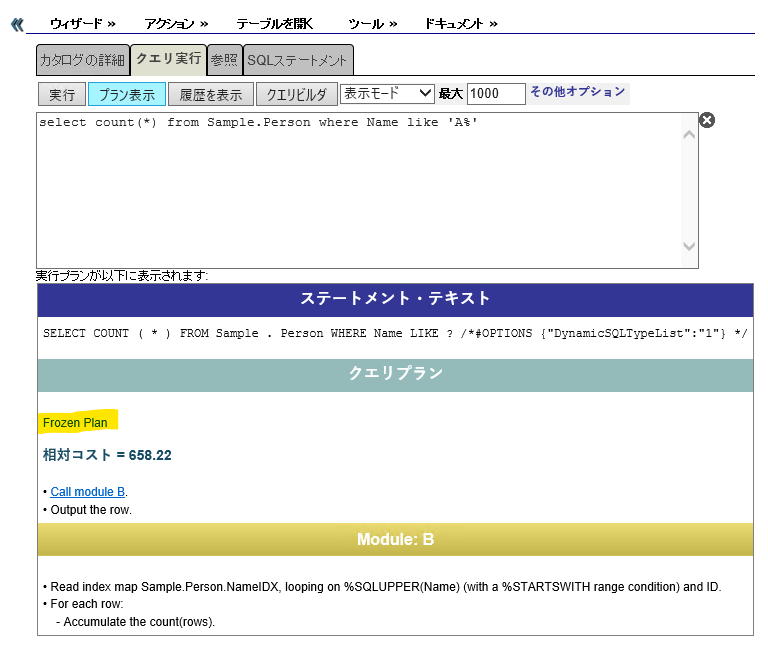 ウィザード » アクション » テーブルを開く ツール » ドキュメント »
カタログの詳細 クエリ実行 参照 SQLステートメント
実行 プラン表示 履歴を表示 クエリビルダ 表示モード 最大 1000 その他オプション
select count(*) from Sample.Person where Name like 'A%'
実行プランが以下に表示されます:
ステートメント・テキスト
SELECT COUNT ( * ) FROM Sample . Person WHERE Name LIKE ? /*#OPTIONS {"DynamicSQLTypeList":"1"} */
クエリプラン
Frozen Plan
相対コスト = 658.22
• Call module B.
• Output the row.
Module: B
• Read index map Sample.Person.NameIDX, looping on %SQLUPPER(Name) (with a %STARTSWITH range condition) and ID.
• For each row:
- Accumulate the count(rows).